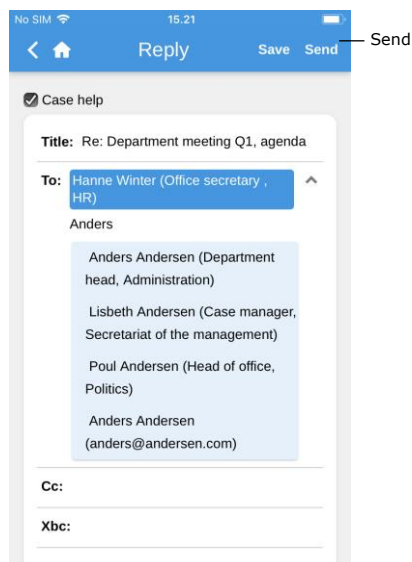 No SIM 15.21
Reply Save Send
Send
Case help
Title: Re: Department meeting Q1, agenda
To: Hanne Winter (Office secretary ,
HR)
Anders
Anders Andersen (Department
head, Administration)
Lisbeth Andersen (Case manager,
Secretariat of the management)
Poul Andersen (Head of office,
Politics)
Anders Andersen
(anders@andersen.com)
Cc:
Xbc: